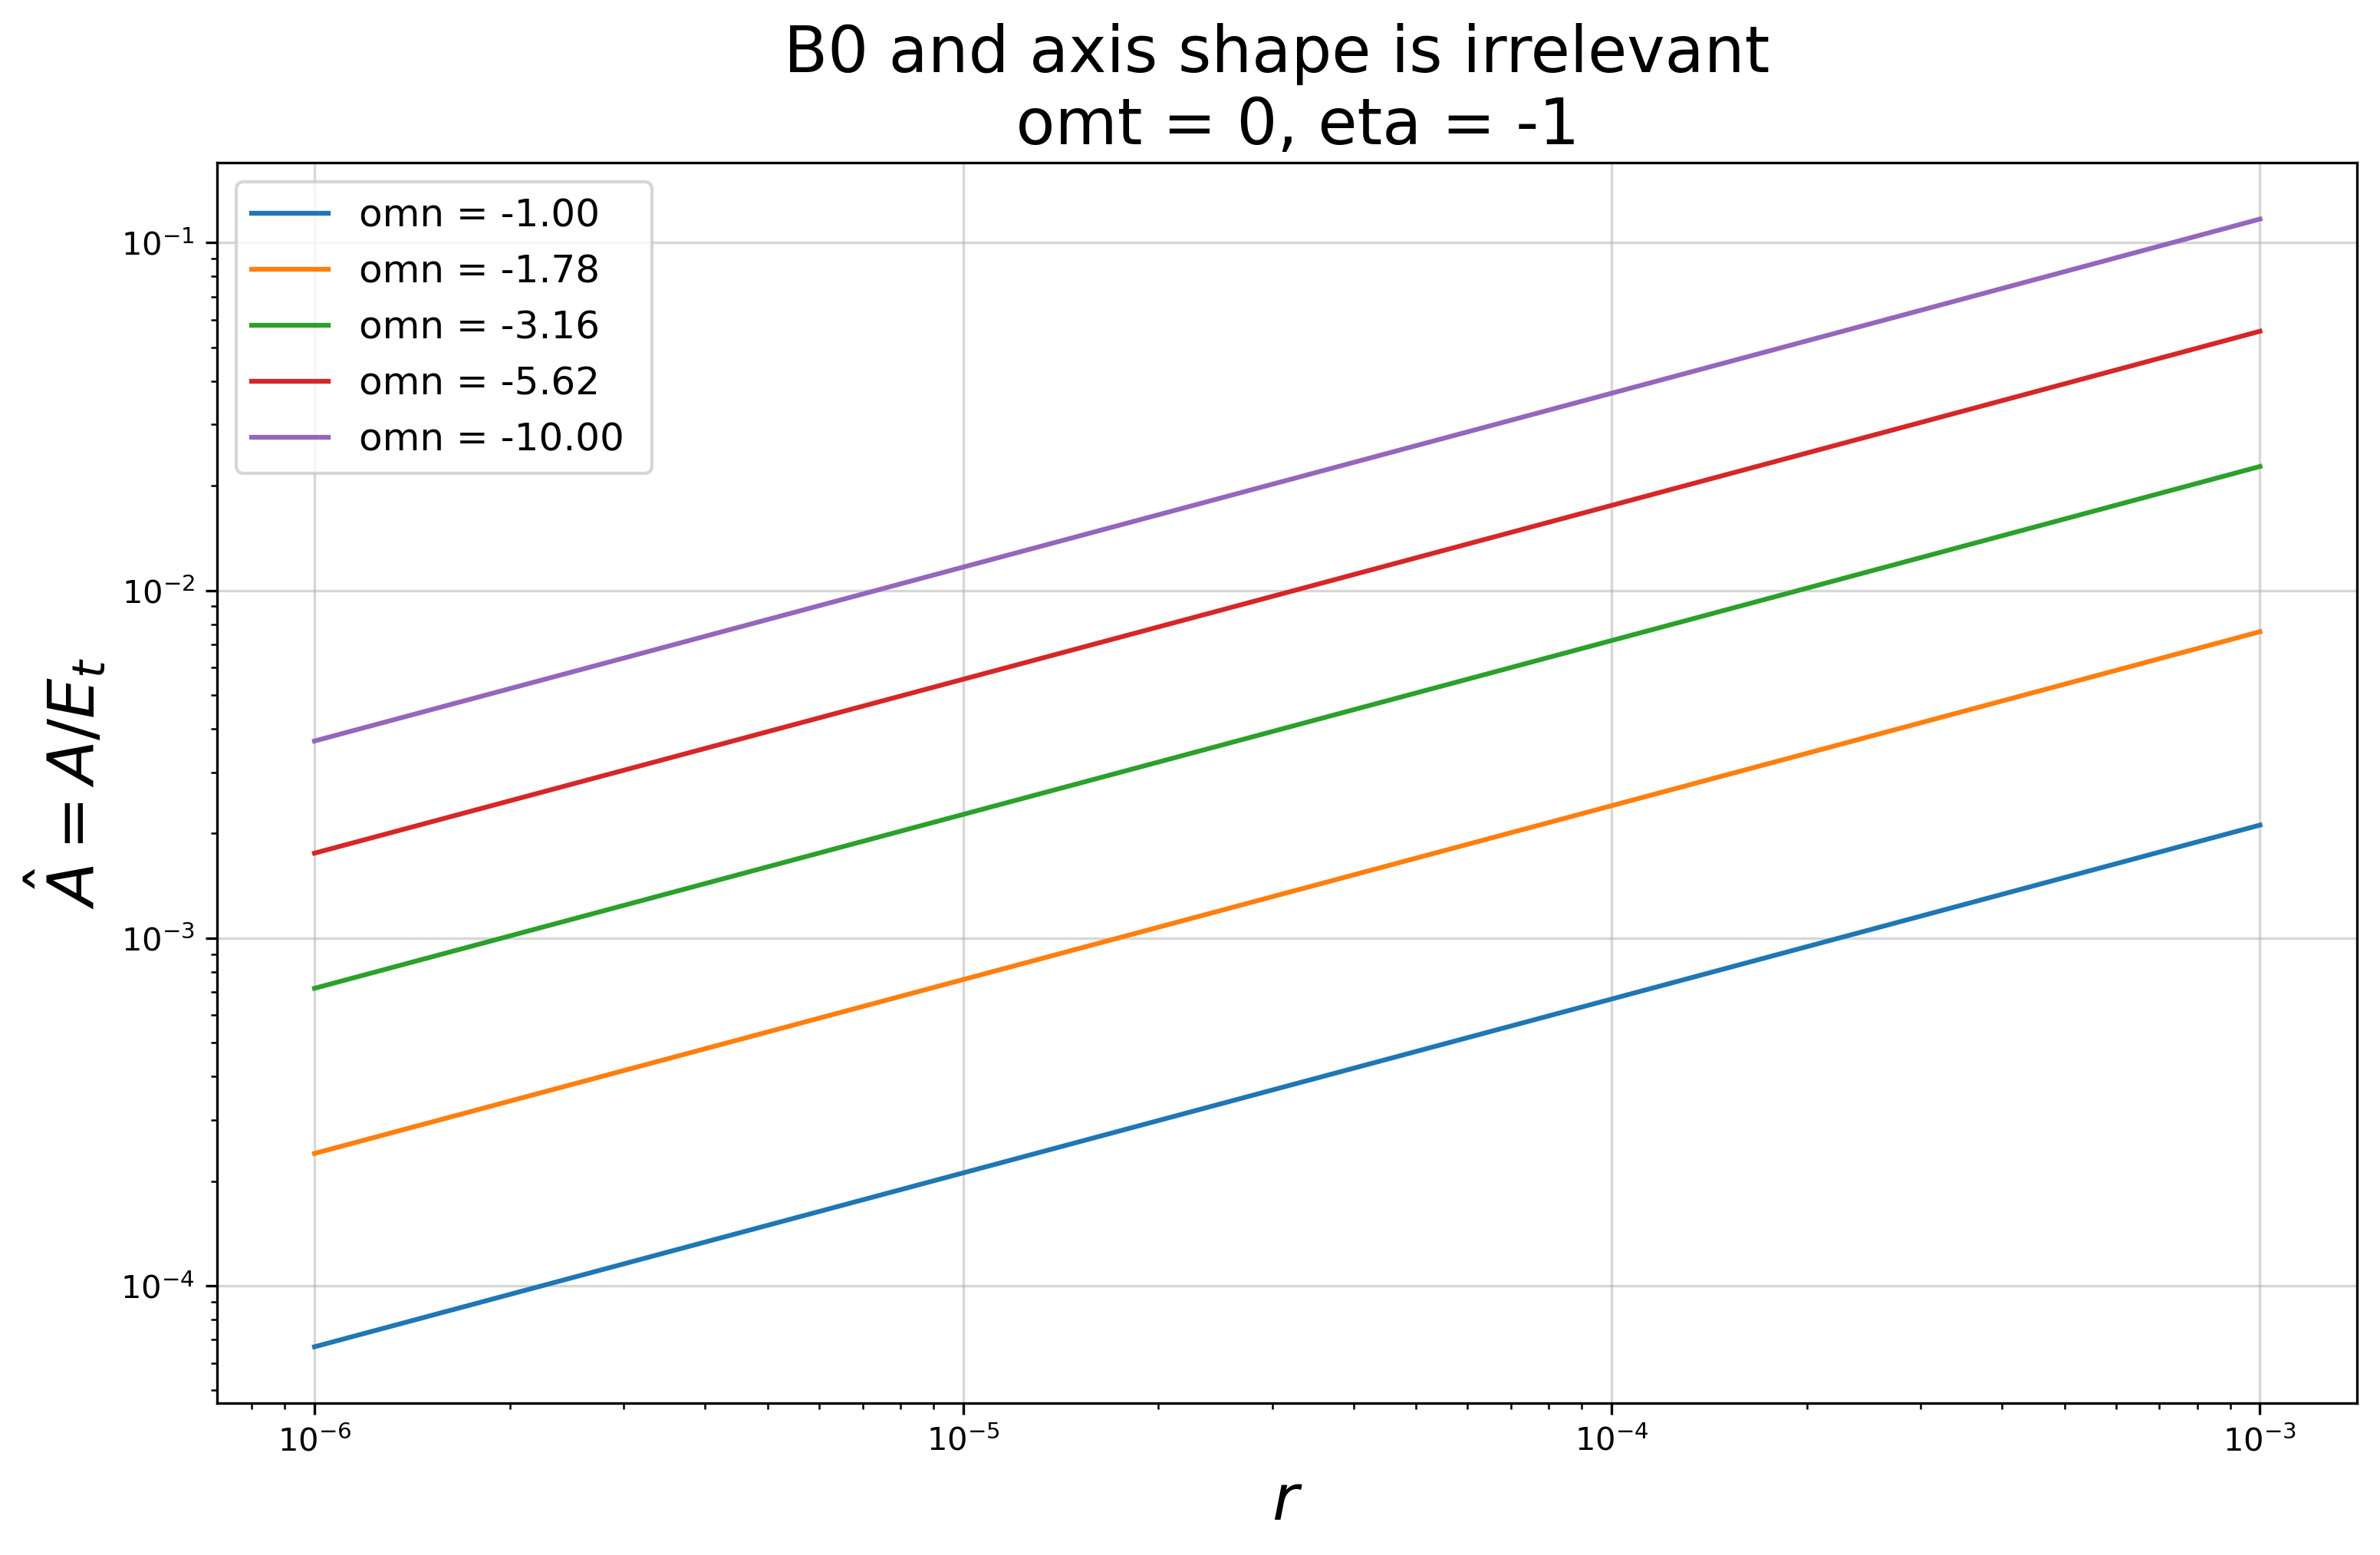 B0 and axis shape is irrelevant
omt = 0, eta = -1
omn = -1.00
omn = -1.78
omn = -3.16
omn = -5.62
omn = -10.00
10⁻¹
10⁻²
10⁻³
10⁻⁴
Â = A/Eₜ
10⁻⁶
10⁻⁵
10⁻⁴
10⁻³
r